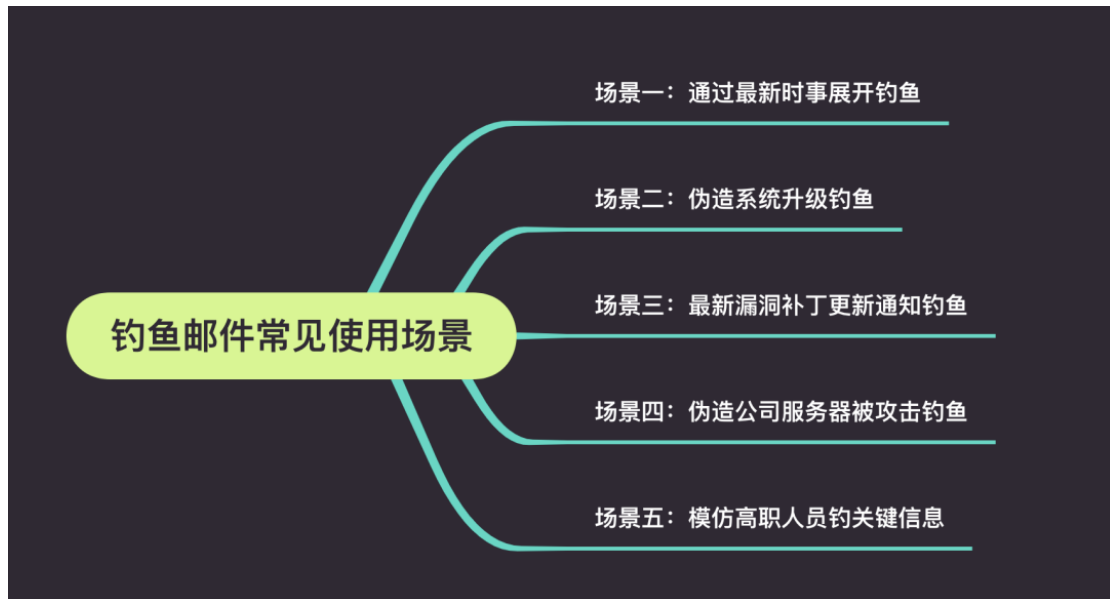 场景一：通过最新时事展开钓鱼
场景二：伪造系统升级钓鱼
场景三：最新漏洞补丁更新通知钓鱼
钓鱼邮件常见使用场景
场景四：伪造公司服务器被攻击钓鱼
场景五：模仿高职人员钓关键信息